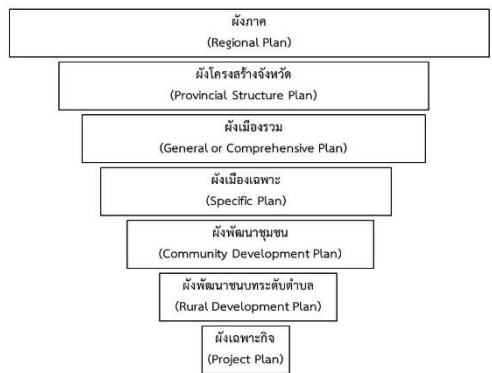 ผังภาค
(Regional Plan)
ผังโครงสร้างจังหวัด
(Provincial Structure Plan)
ผังเมืองรวม
(General or Comprehensive Plan)
ผังเมืองเฉพาะ
(Specific Plan)
ผังพัฒนาชุมชน
(Community Development Plan)
ผังพัฒนาชนบทระดับตำบล
(Rural Development Plan)
ผังเฉพาะกิจ
(Project Plan)